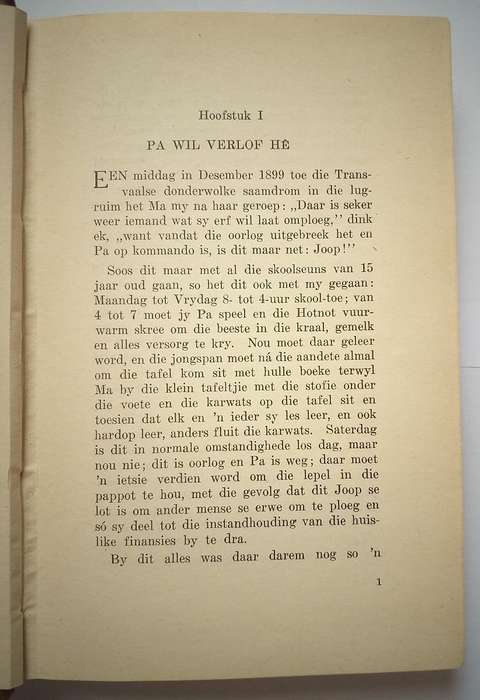 Hoofstuk I
PA WIL VERLOF HÊ
EEN middag in Desember 1899 toe die Trans-
vaalse donderwolke saamdrom in die lug-
ruim het Ma my na haar geroep: „Daar is seker
weer iemand wat sy erf wil laat omploeg,” dink
ek, „want vandat die oorlog uitgebreek het en
Pa op kommando is, is dit maar net: Joop!”
Soos dit maar met al die skoolseuns van 15
jaar oud gaan, so het dit ook met my gegaan:
Maandag tot Vrydag 8- tot 4-uur skool-toe; van
4 tot 7 moet jy Pa speel en die Hotnot vuur-
warm skree om die beeste in die kraal, gemelk
en alles versorg te kry. Nou moet daar geleer
word, en die jongspan moet ná die aandete almal
om die tafel kom sit met hulle boeke terwyl
Ma by die klein tafeltjie met die stofie onder
die voete en die karwats op die tafel sit en
toesien dat elk en 'n ieder sy les leer, en ook
hardop leer, anders fluit die karwats. Saterdag
is dit in normale omstandighede los dag, maar
nou nie; dit is oorlog en Pa is weg; daar moet
'n ietsie verdien word om die lepel in die
pappot te hou, met die gevolg dat dit Joop se
lot is om ander mense se erwe om te ploeg en
só sy deel tot die instandhouding van die huis-
like finansies by te dra.
By dit alles was daar darem nog so 'n
1